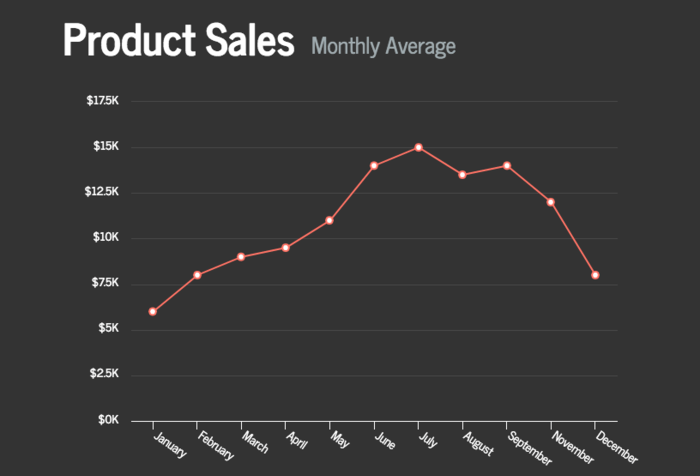 Product Sales Monthly Average
$17.5K
$15K
$12.5K
$10K
$7.5K
$5K
$2.5K
$0K
January February March April May June July August September November December